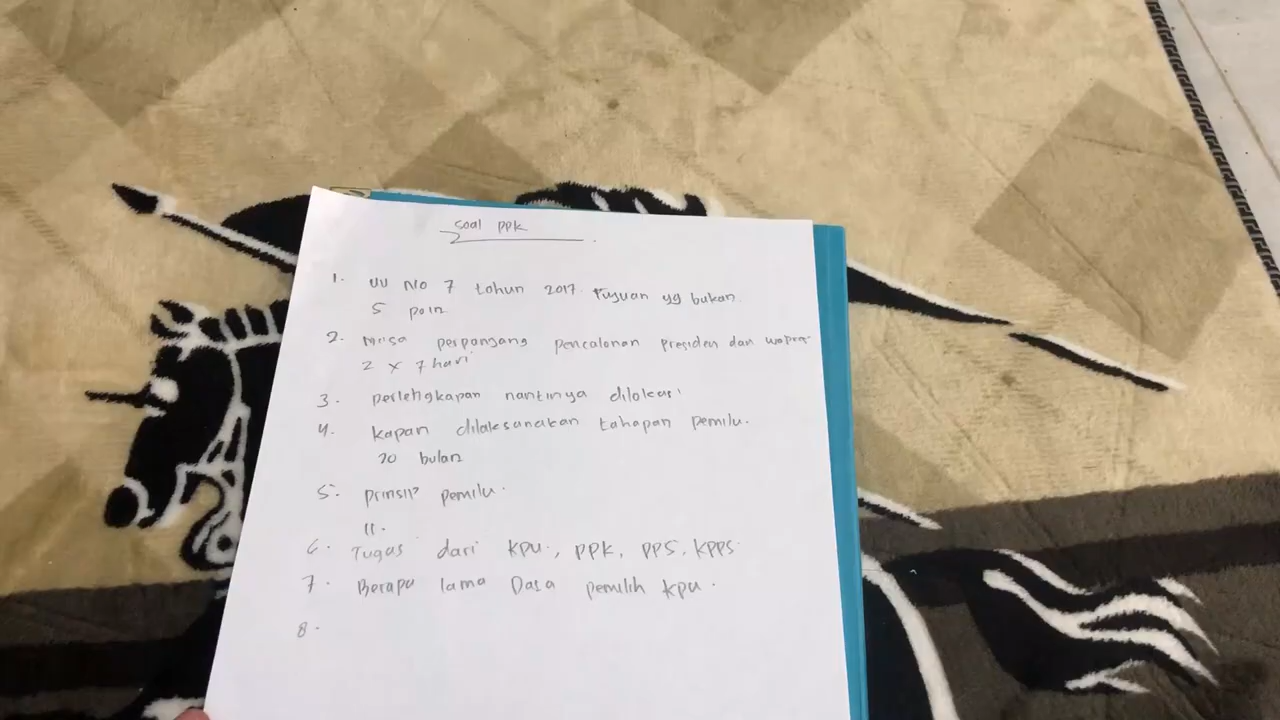 Soal PPK
1. UU No 7 tahun 2017. Tujuan yg bukan.
5 poin
2. Masa perpanjang pencalonan Presiden dan wapres
2 x 7 hari
3. perlengkapan nantinya dilokasi
4. kapan dilaksanakan tahapan pemilu.
20 bulan
5. prinsip pemilu.
11.
6. Tugas dari KPU, PPK, PPS, KPPS
7. Berapa lama Dasa pemilih kpu.
8.